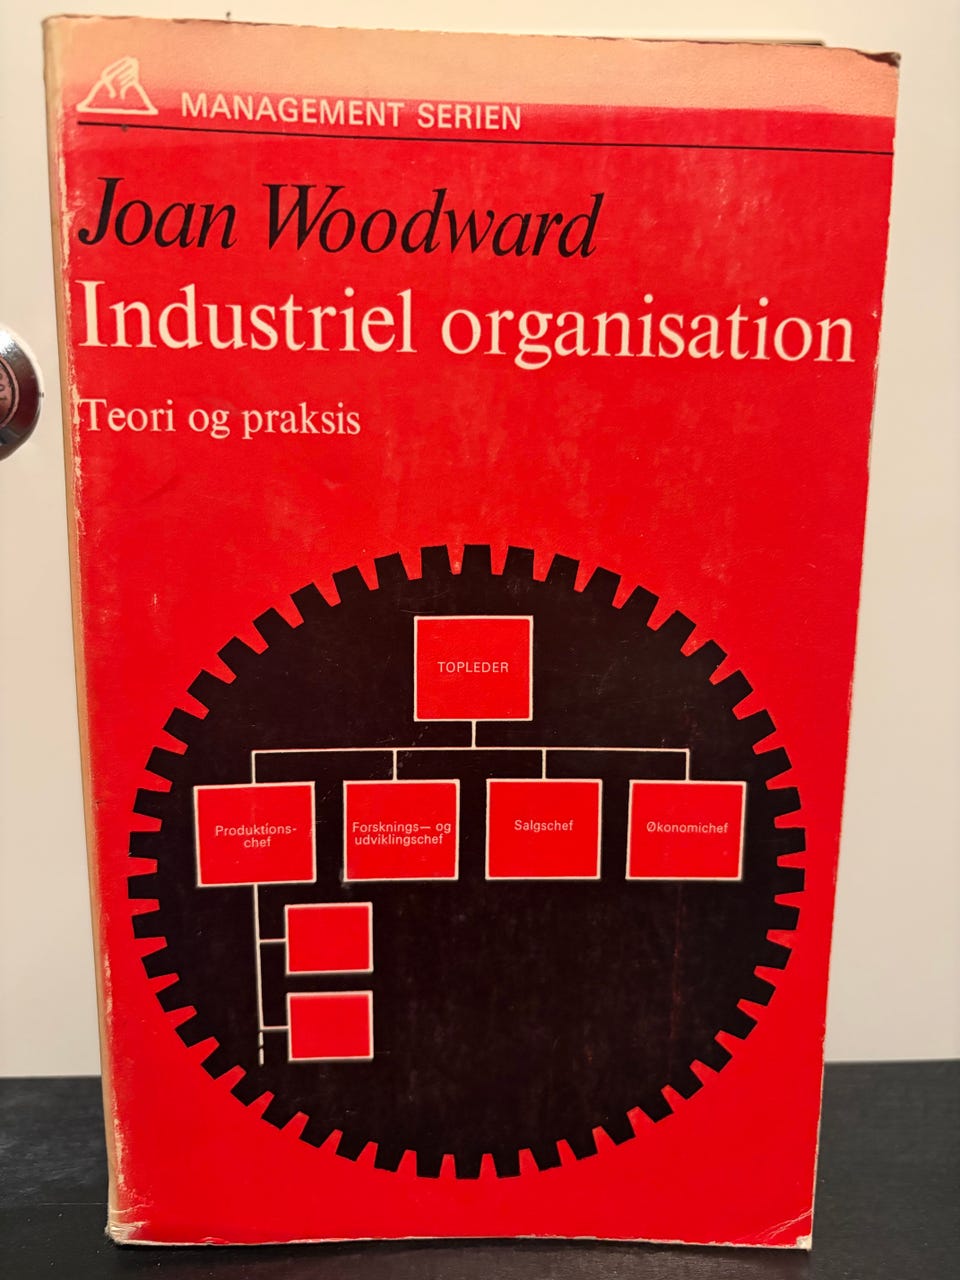 MANAGEMENT SERIEN
Joan Woodward
Industriel organisation
Teori og praksis
TOPLEDER
Produktions-
chef
Forsknings— og
udviklingschef
Salgschef
Økonomichef